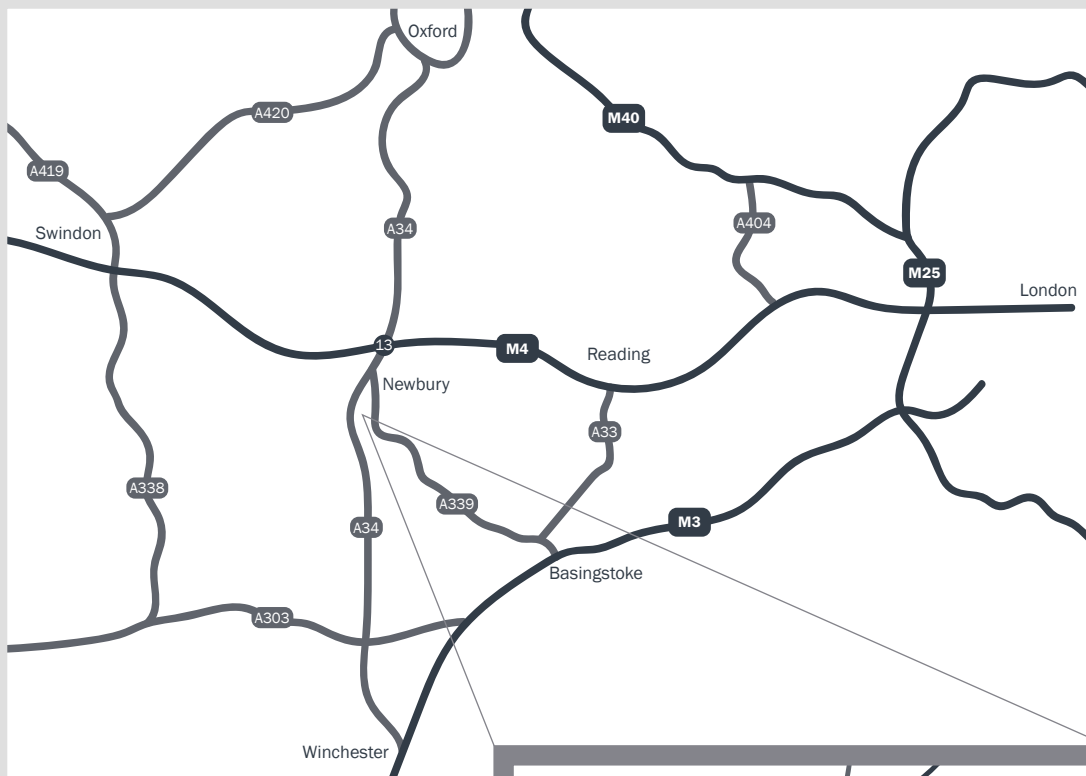 Oxford
A420
M40
A419
A34
A404
Swindon
M25
London
13
M4
Reading
Newbury
A33
A338
A339
A34
M3
Basingstoke
A303
Winchester